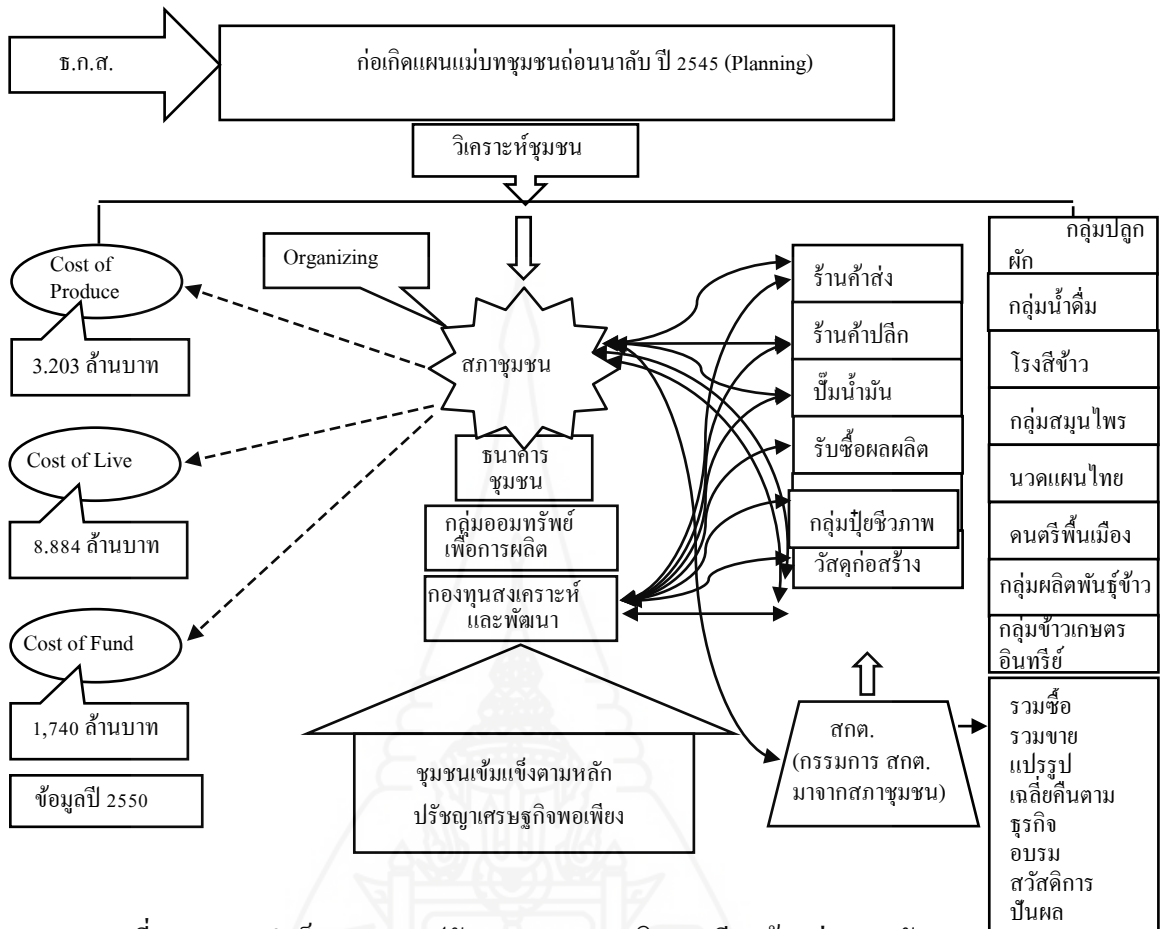 ธ.ก.ส.
ก่อเกิดแผนแม่บทชุมชนถ่อนนาลับ ปี 2545 (Planning)
วิเคราะห์ชุมชน
Cost of
Produce
3.203 ล้านบาท
Cost of Live
8.884 ล้านบาท
Cost of Fund
1,740 ล้านบาท
ข้อมูลปี 2550
Organizing
สภาชุมชน
ธนาคาร
ชุมชน
กลุ่มออมทรัพย์
เพื่อการผลิต
กองทุนสงเคราะห์
และพัฒนา
ชุมชนเข้มแข็งตามหลัก
ปรัชญาเศรษฐกิจพอเพียง
ร้านค้าส่ง
ร้านค้าปลีก
ปั๊มน้ำมัน
รับซื้อผลผลิต
กลุ่มปุ๋ยชีวภาพ
วัสดุก่อสร้าง
สกต.
(กรรมการ สกต.
มาจากสภาชุมชน)
กลุ่มปลูก
ผัก
กลุ่มน้ำดื่ม
โรงสีข้าว
กลุ่มสมุนไพร
นวดแผนไทย
ดนตรีพื้นเมือง
กลุ่มผลิตพันธุ์ข้าว
กลุ่มข้าวเกษตร
อินทรีย์
รวมซื้อ
รวมขาย
แปรรูป
เฉลี่ยคืนตาม
ธุรกิจ
อบรม
สวัสดิการ
ปันผล